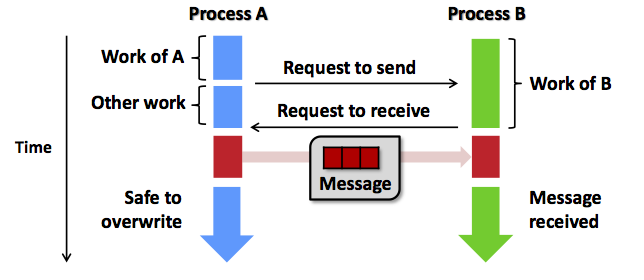 Process A
Process B
Work of A
Request to send
Work of B
Other work
Request to receive
Time
Message
Safe to
overwrite
Message
received